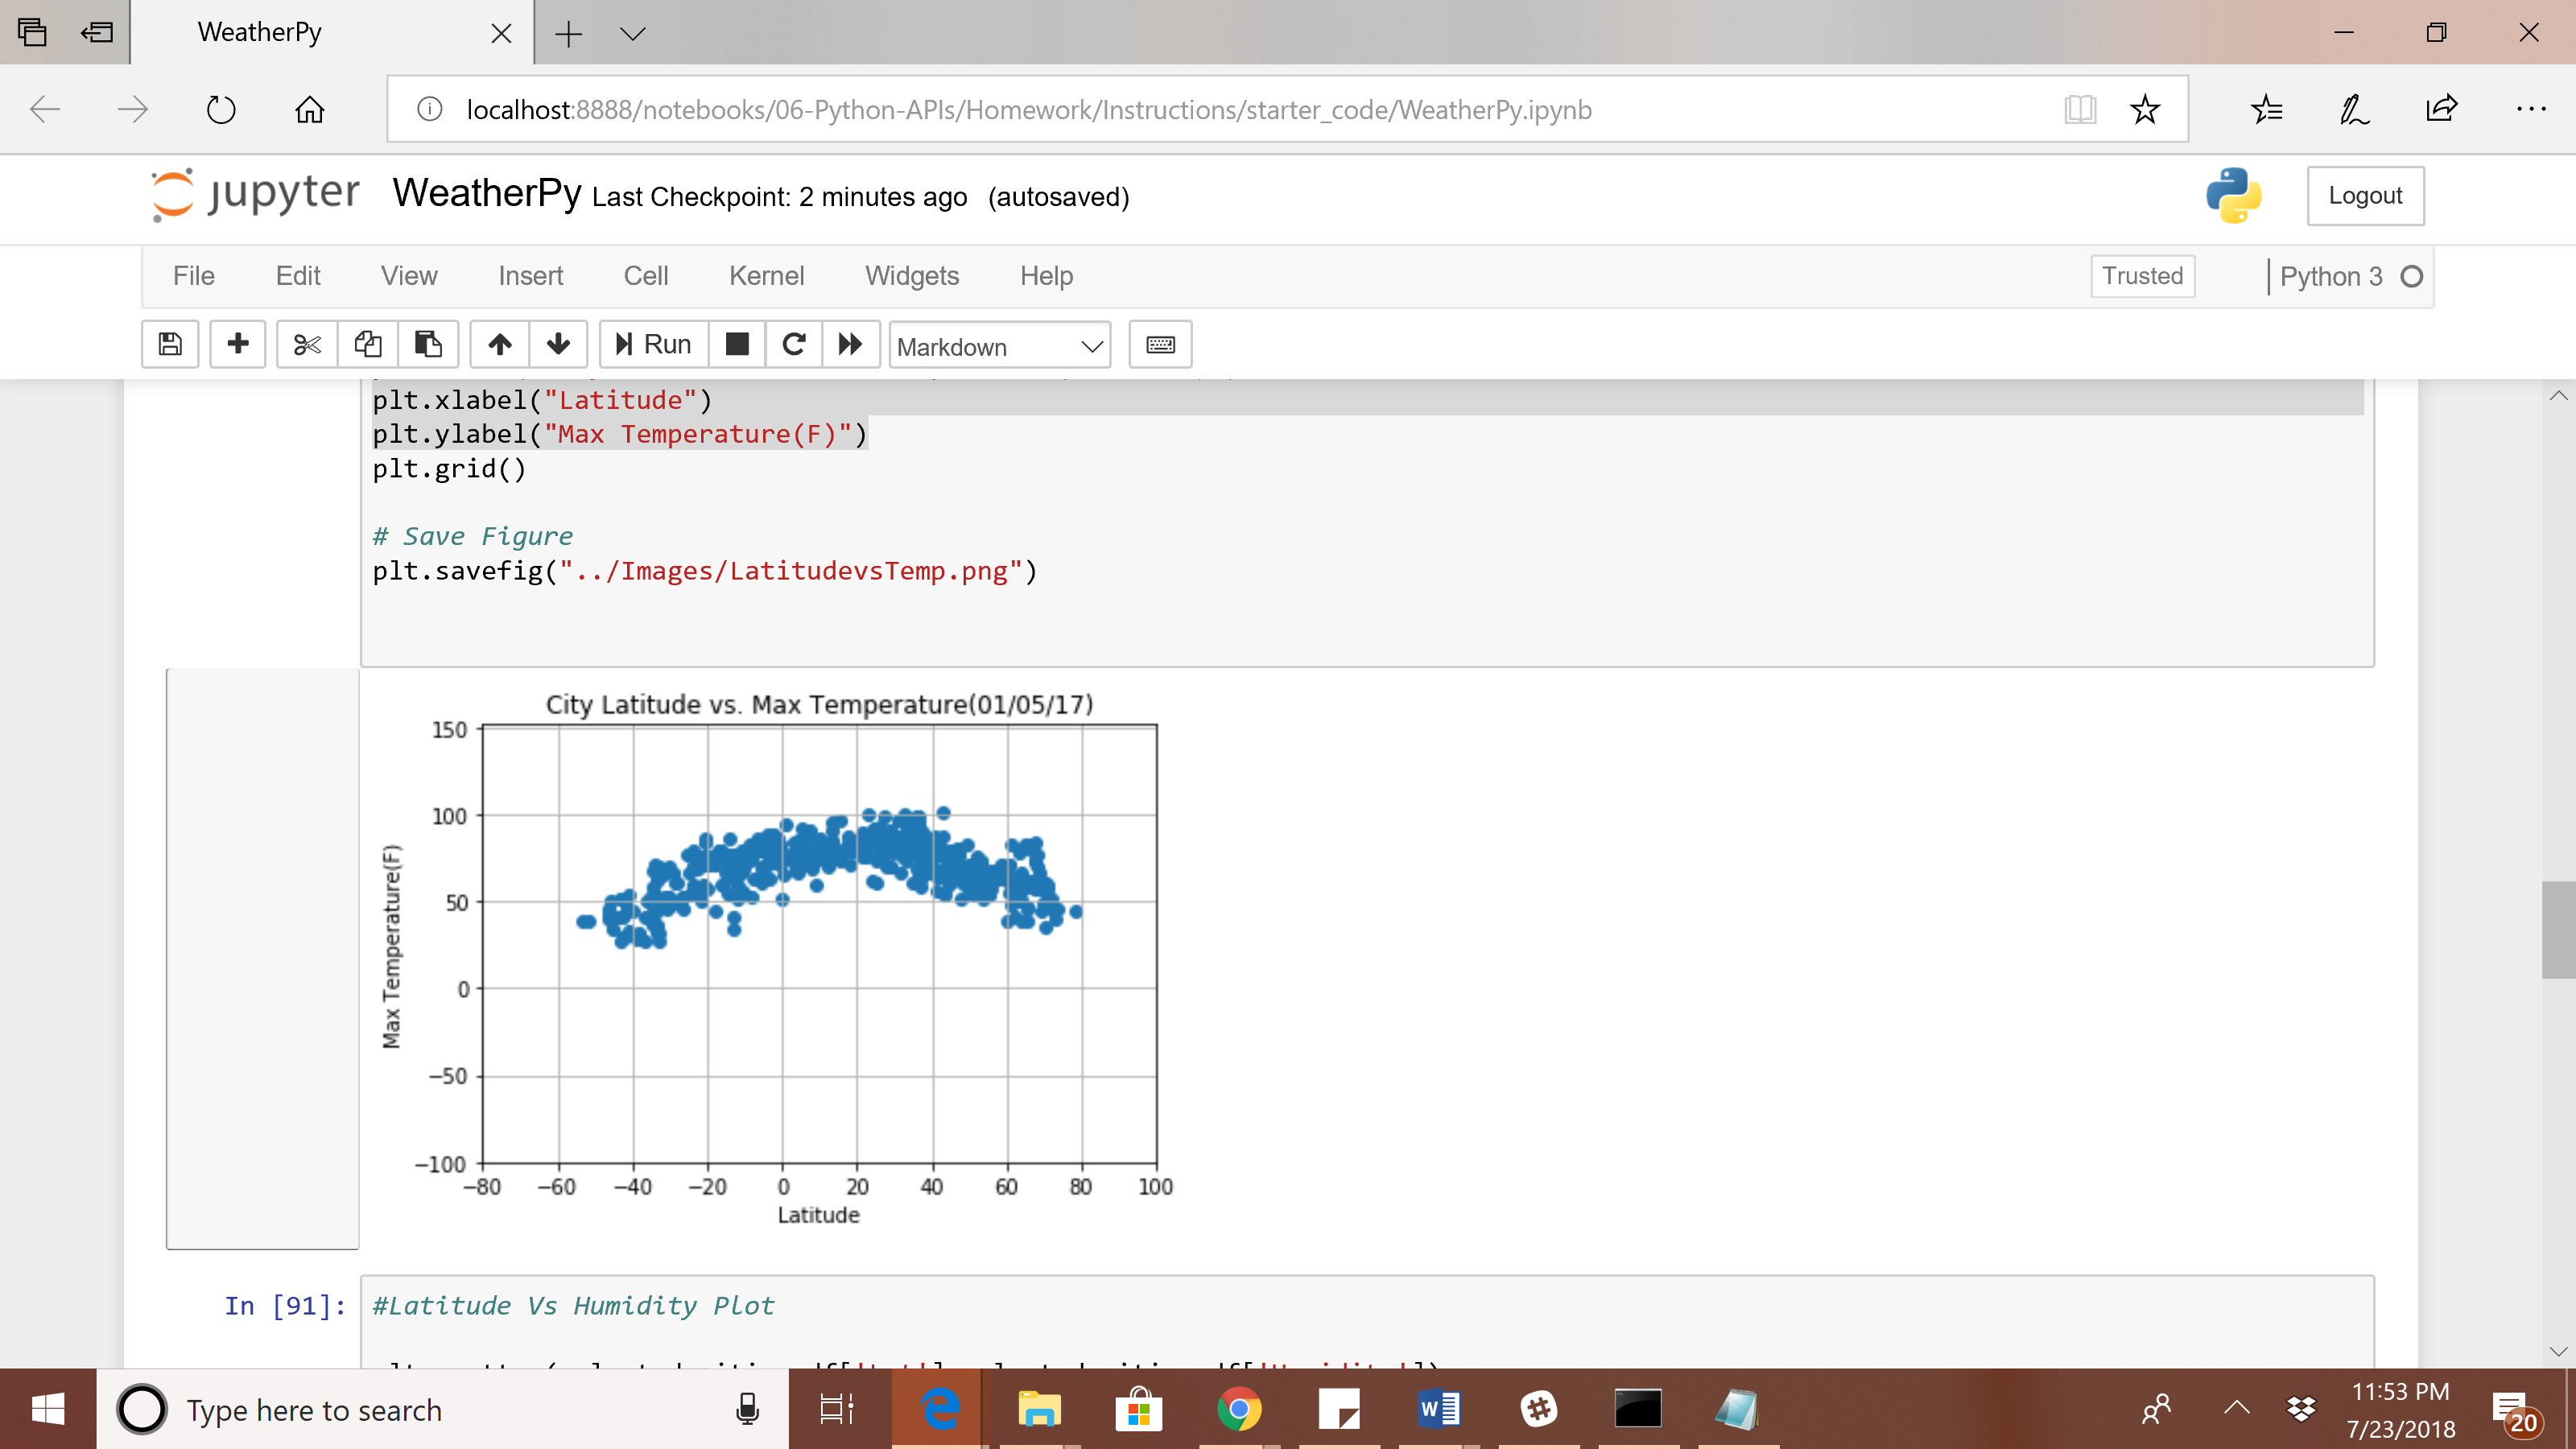 WeatherPy
localhost:8888/notebooks/06-Python-APIs/Homework/Instructions/starter_code/WeatherPy.ipynb
jupyter WeatherPy Last Checkpoint: 2 minutes ago (autosaved)
Logout
File Edit View Insert Cell Kernel Widgets Help
Trusted Python 3
Run Markdown
plt.xlabel("Latitude")
plt.ylabel("Max Temperature(F)")
plt.grid()
# Save Figure
plt.savefig("../Images/LatitudevsTemp.png")
City Latitude vs. Max Temperature(01/05/17)
150
100
50
0
−50
−100
Max Temperature(F)
−80 −60 −40 −20 0 20 40 60 80 100
Latitude
In [91]: #Latitude Vs Humidity Plot
Type here to search
W
11:53 PM
7/23/2018
20